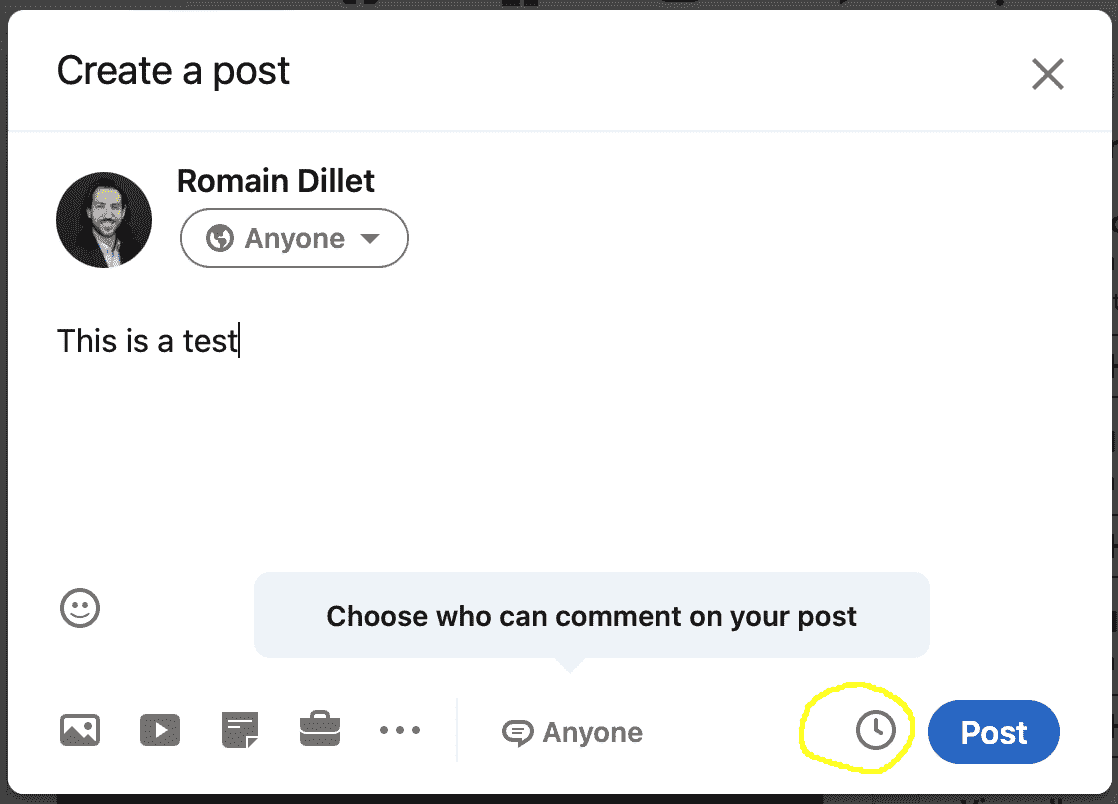 Create a post
Romain Dillet
Anyone
This is a test
Choose who can comment on your post
Anyone
Post